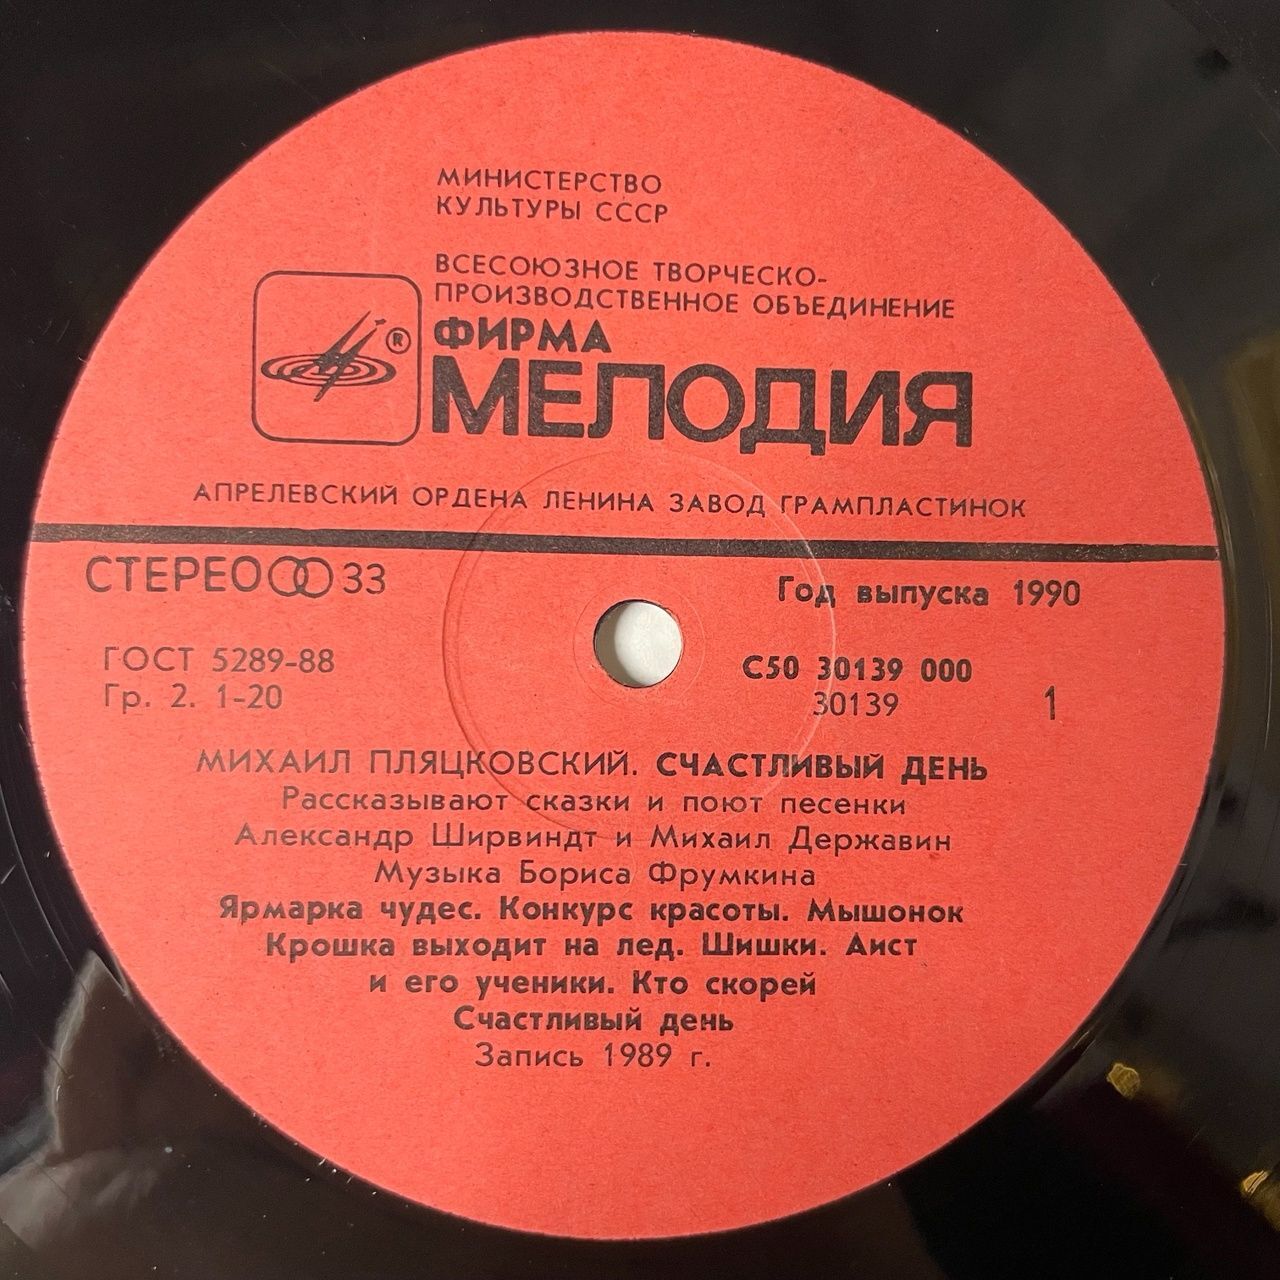 МИНИСТЕРСТВО
КУЛЬТУРЫ СССР
ВСЕСОЮЗНОЕ ТВОРЧЕСКО-
ПРОИЗВОДСТВЕННОЕ ОБЪЕДИНЕНИЕ
ФИРМА
®
МЕЛОДИЯ
АПРЕЛЕВСКИЙ ОРДЕНА ЛЕНИНА ЗАВОД ГРАМПЛАСТИНОК
СТЕРЕО 33
Год выпуска 1990
ГОСТ 5289-88
Гр. 2. 1-20
С50 30139 000
30139
1
МИХАИЛ ПЛЯЦКОВСКИЙ. СЧАСТЛИВЫЙ ДЕНЬ
Рассказывают сказки и поют песенки
Александр Ширвиндт и Михаил Державин
Музыка Бориса Фрумкина
Ярмарка чудес. Конкурс красоты. Мышонок
Крошка выходит на лед. Шишки. Аист
и его ученики. Кто скорей
Счастливый день
Запись 1989 г.